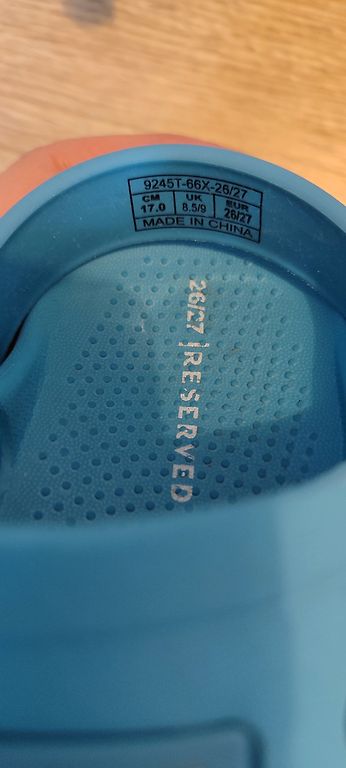 9245T-66X-26/27
CM UK EUR
17.0 8.5/9 26/27
MADE IN CHINA
26/27 | RESERVED